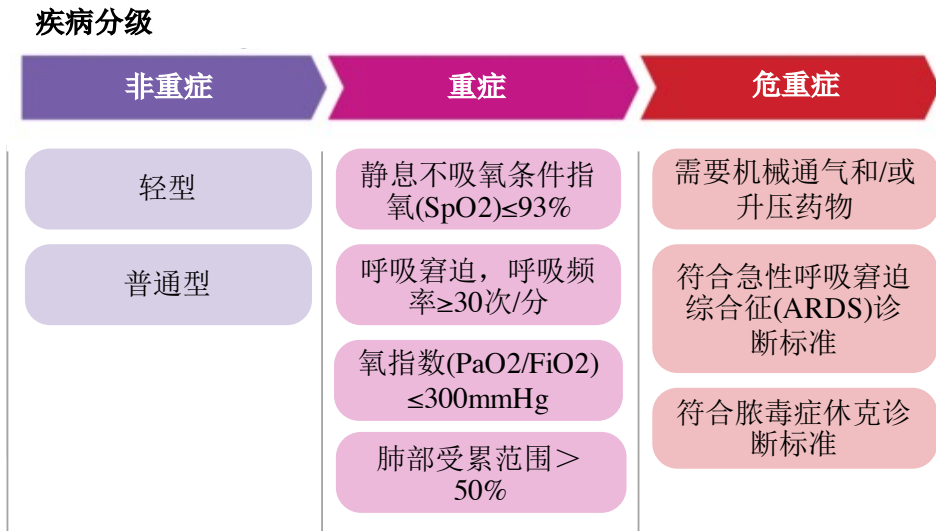 疾病分级
非重症
重症
危重症
轻型
普通型
静息不吸氧条件指
氧(SpO2)≤93%
呼吸窘迫，呼吸频
率≥30次/分
氧指数(PaO2/FiO2)
≤300mmHg
肺部受累范围＞
50%
需要机械通气和/或
升压药物
符合急性呼吸窘迫
综合征(ARDS)诊
断标准
符合脓毒症休克诊
断标准